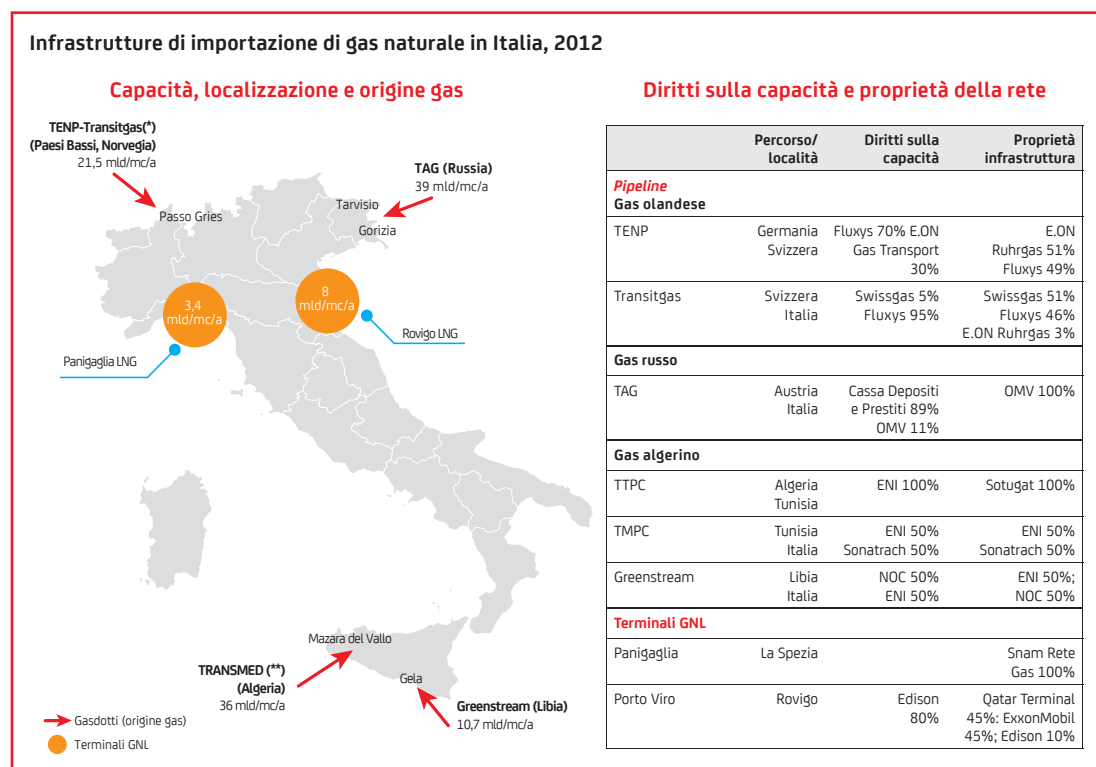 Infrastrutture di importazione di gas naturale in Italia, 2012
Capacità, localizzazione e origine gas
TENP-Transitgas(*)
(Paesi Bassi, Norvegia)
21,5 mld/mc/a
TAG (Russia)
39 mld/mc/a
Tarvisio
Passo Gries
Gorizia
8
mld/mc/a
3,4
mld/mc/a
Rovigo LNG
Panigaglia LNG
Mazara del Vallo
TRANSMED (**)
(Algeria)
36 mld/mc/a
Gela
Greenstream (Libia)
10,7 mld/mc/a
Gasdotti (origine gas)
Terminali GNL
Diritti sulla capacità e proprietà della rete
Percorso/ Diritti sulla Proprietà
località capacità infrastruttura
Pipeline
Gas olandese
TENP Germania Fluxys 70% E.ON E.ON
Svizzera Gas Transport Ruhrgas 51%
30% Fluxys 49%
Transitgas Svizzera Swissgas 5% Swissgas 51%
Italia Fluxys 95% Fluxys 46%
E.ON Ruhrgas 3%
Gas russo
TAG Austria Cassa Depositi OMV 100%
Italia e Prestiti 89%
OMV 11%
Gas algerino
TTPC Algeria ENI 100% Sotugat 100%
Tunisia
TMPC Tunisia ENI 50% ENI 50%
Italia Sonatrach 50% Sonatrach 50%
Greenstream Libia NOC 50% ENI 50%;
Italia ENI 50% NOC 50%
Terminali GNL
Panigaglia La Spezia Snam Rete
Gas 100%
Porto Viro Rovigo Edison Qatar Terminal
80% 45%: ExxonMobil
45%; Edison 10%